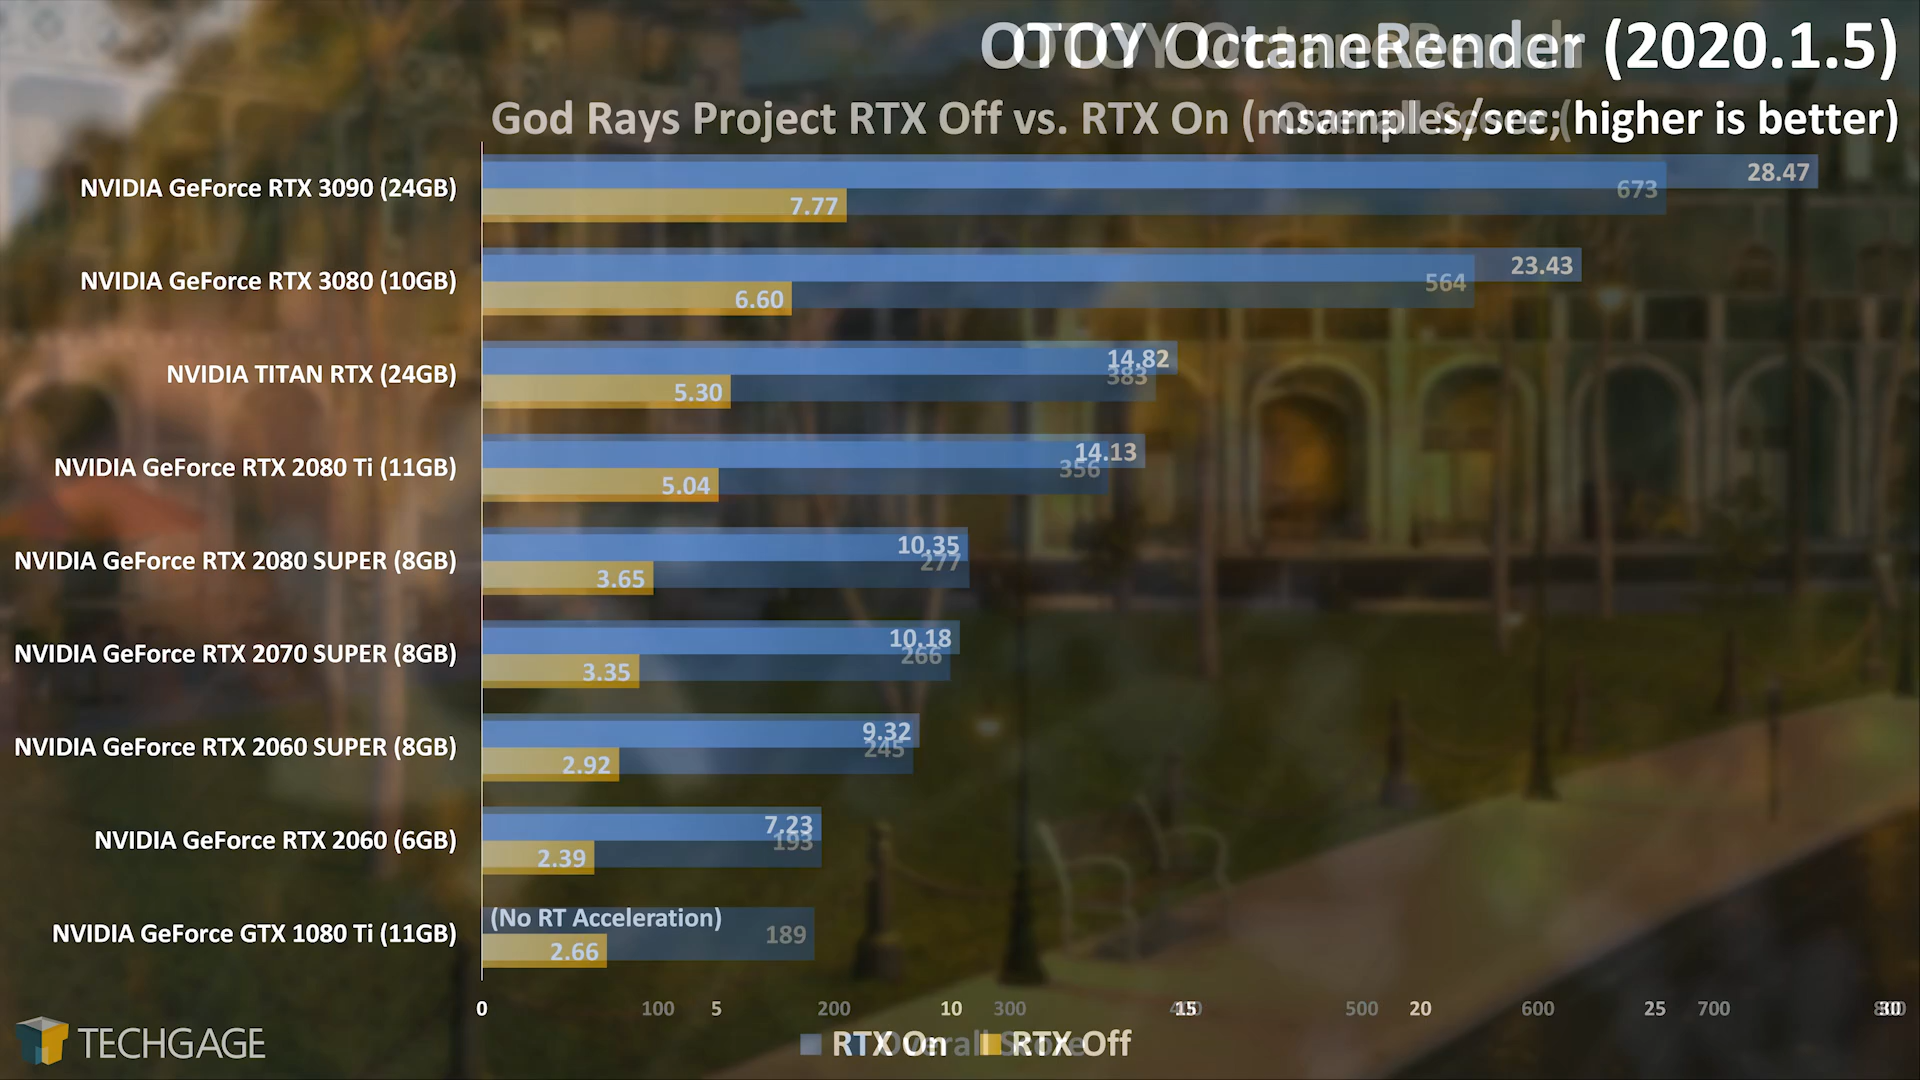 OTOY OctaneRender (2020.1.5)
God Rays Project RTX Off vs. RTX On (msamples/sec; higher is better)
NVIDIA GeForce RTX 3090 (24GB) 28.47 673
7.77
NVIDIA GeForce RTX 3080 (10GB) 23.43 564
6.60
NVIDIA TITAN RTX (24GB) 14.82 383
5.30
NVIDIA GeForce RTX 2080 Ti (11GB) 14.13 356
5.04
NVIDIA GeForce RTX 2080 SUPER (8GB) 10.35 277
3.65
NVIDIA GeForce RTX 2070 SUPER (8GB) 10.18 266
3.35
NVIDIA GeForce RTX 2060 SUPER (8GB) 9.32 245
2.92
NVIDIA GeForce RTX 2060 (6GB) 7.23 193
2.39
NVIDIA GeForce GTX 1080 Ti (11GB) (No RT Acceleration) 189
2.66
0 100 5 200 10 300 15 500 20 600 25 700 30
RTX On Overall Score RTX Off
TECHGAGE